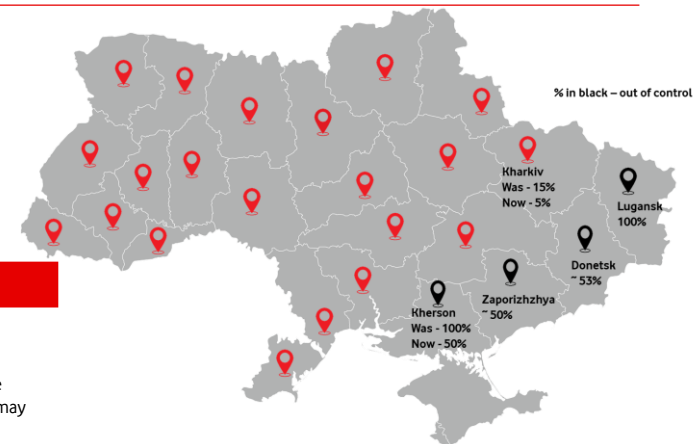 % in black – out of control
Kharkiv
Was - 15%
Now - 5%
Lugansk
100%
Donetsk
~ 53%
Zaporizhzhya
~ 50%
Kherson
Was - 100%
Now - 50%
may